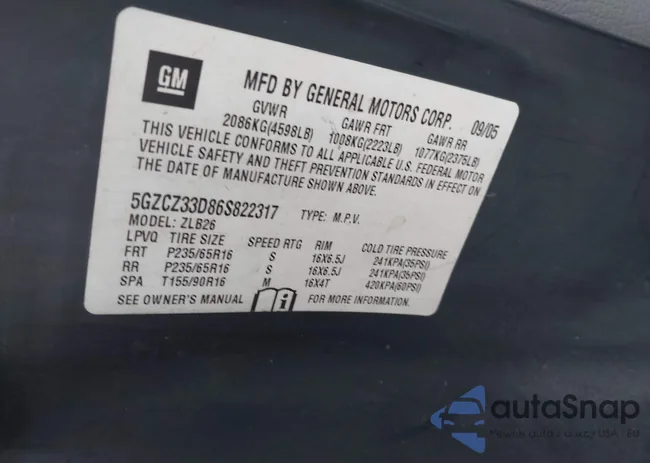 GM
MFD BY GENERAL MOTORS CORP. 09/05
GVWR GAWR FRT GAWR RR
2086KG(4598LB) 1008KG(2223LB) 1077KG(2375LB)
THIS VEHICLE CONFORMS TO ALL APPLICABLE U.S. FEDERAL MOTOR
VEHICLE SAFETY AND THEFT PREVENTION STANDARDS IN EFFECT ON
THE DATE OF MANUFACTURE SHOWN ABOVE.
5GZCZ33D86S822317 TYPE: M.P.V.
MODEL: ZLB26
LPVQ TIRE SIZE SPEED RTG RIM COLD TIRE PRESSURE
FRT P235/65R16 S 16X6.5J 241KPA(35PSI)
RR P235/65R16 S 16X6.5J 241KPA(35PSI)
SPA T155/90R16 M 16X4T 420KPA(60PSI)
SEE OWNER'S MANUAL FOR MORE INFORMATION.
autaSnap